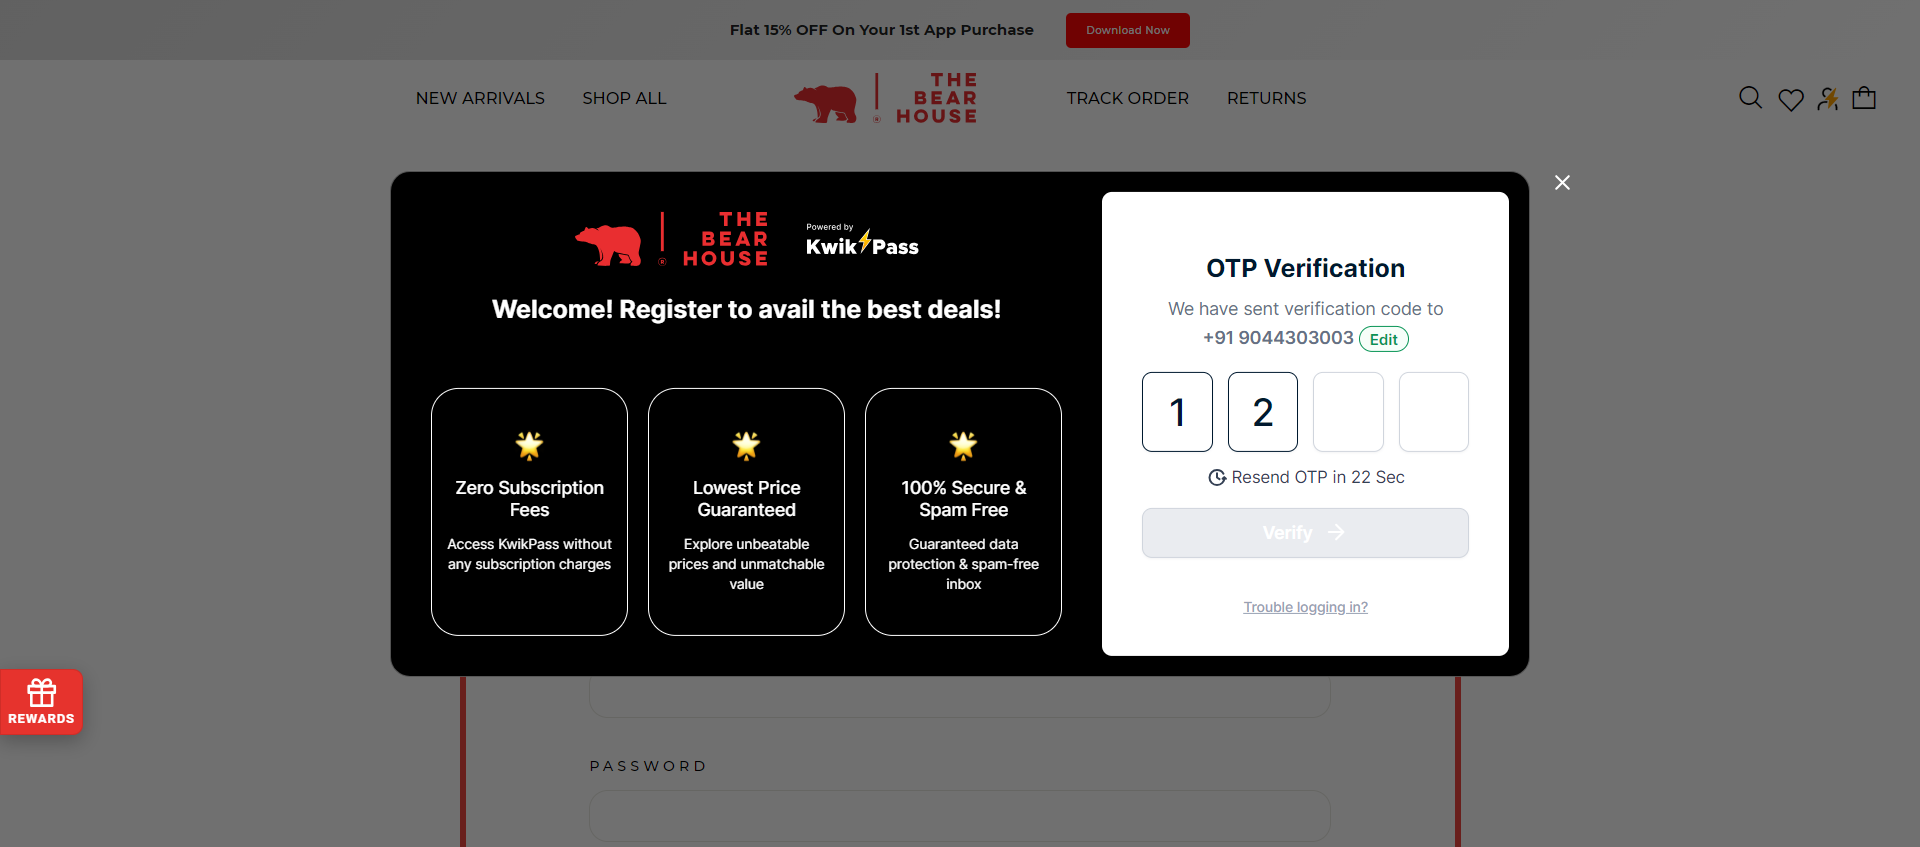 Flat 15% OFF On Your 1st App Purchase
Download Now
NEW ARRIVALS
SHOP ALL
THE
BEAR
HOUSE
®
TRACK ORDER
RETURNS
THE
BEAR
HOUSE
®
Powered by
Kwik Pass
Welcome! Register to avail the best deals!
Zero Subscription
Fees
Access KwikPass without
any subscription charges
Lowest Price
Guaranteed
Explore unbeatable
prices and unmatchable
value
100% Secure &
Spam Free
Guaranteed data
protection & spam-free
inbox
OTP Verification
We have sent verification code to
+91 9044303003 Edit
1 2
Resend OTP in 22 Sec
Verify
Trouble logging in?
REWARDS
PASSWORD